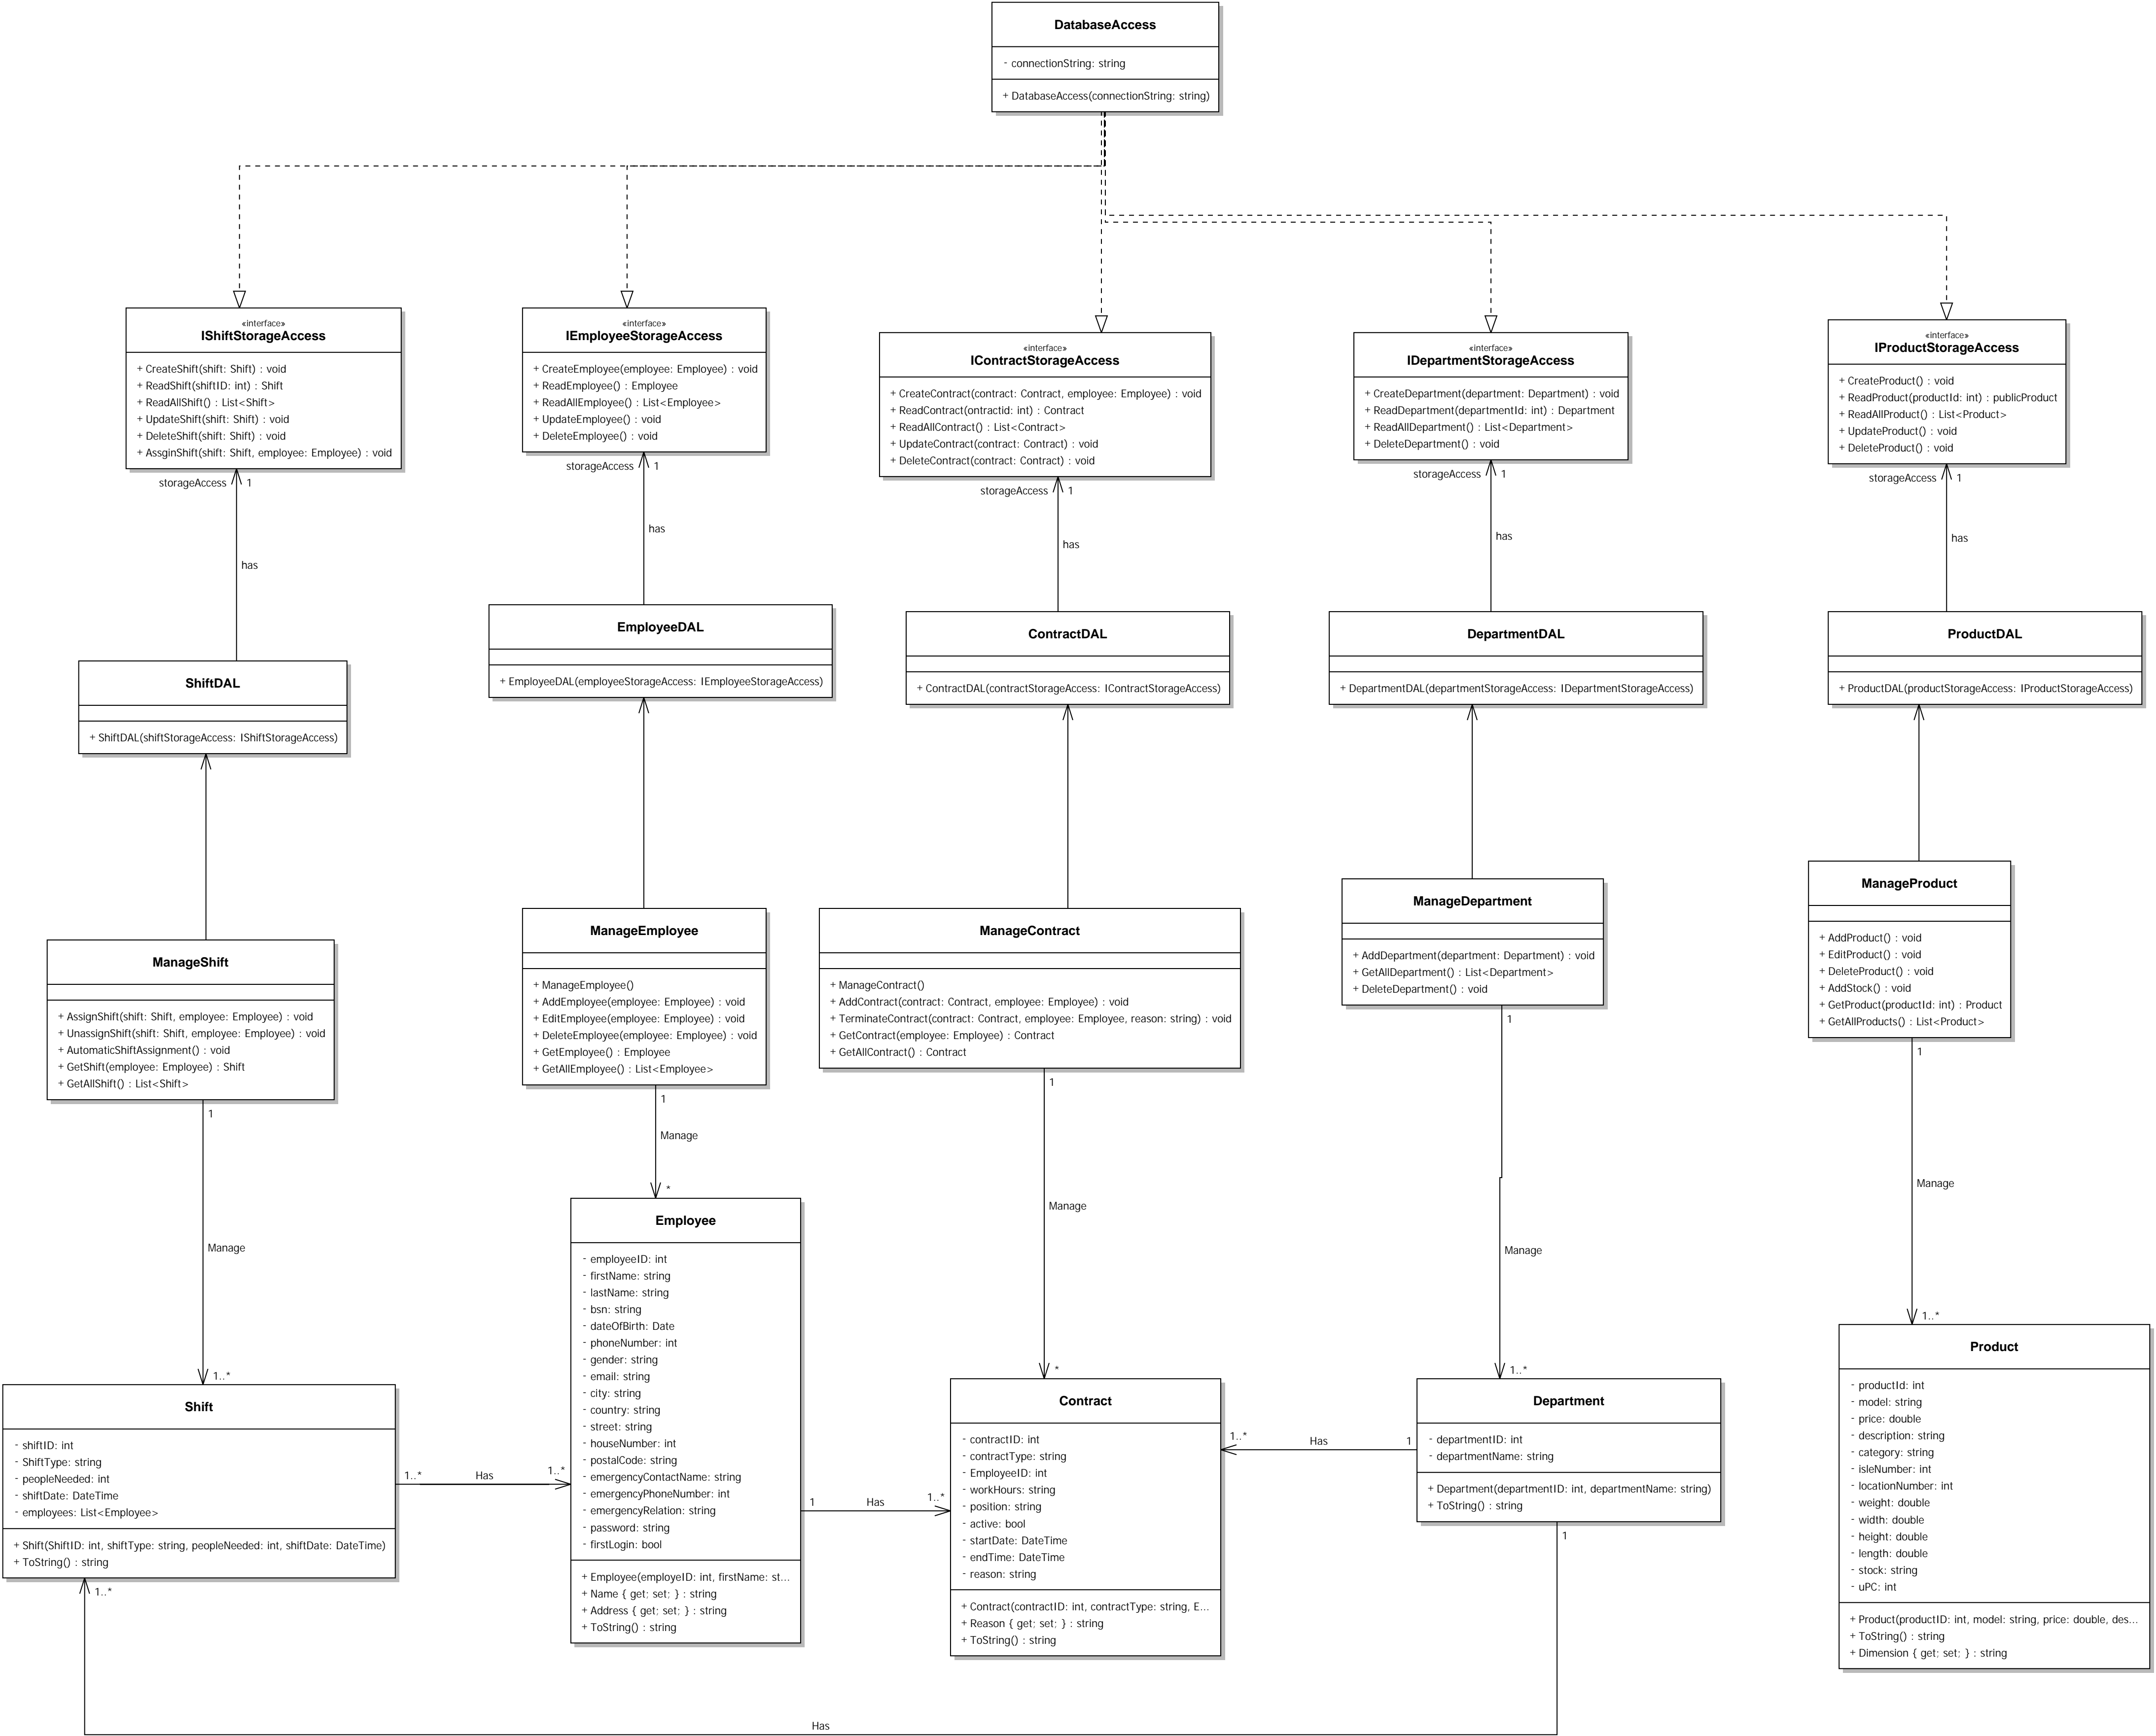 DatabaseAccess
- connectionString: string
+ DatabaseAccess(connectionString: string)
«interface»
IShiftStorageAccess
+ CreateShift(shift: Shift) : void
+ ReadShift(shiftID: int) : Shift
+ ReadAllShift() : List<Shift>
+ UpdateShift(shift: Shift) : void
+ DeleteShift(shift: Shift) : void
+ AssginShift(shift: Shift, employee: Employee) : void
«interface»
IEmployeeStorageAccess
+ CreateEmployee(employee: Employee) : void
+ ReadEmployee() : Employee
+ ReadAllEmployee() : List<Employee>
+ UpdateEmployee() : void
+ DeleteEmployee() : void
«interface»
IContractStorageAccess
+ CreateContract(contract: Contract, employee: Employee) : void
+ ReadContract(ontractid: int) : Contract
+ ReadAllContract() : List<Contract>
+ UpdateContract(contract: Contract) : void
+ DeleteContract(contract: Contract) : void
«interface»
IDepartmentStorageAccess
+ CreateDepartment(department: Department) : void
+ ReadDepartment(departmentId: int) : Department
+ ReadAllDepartment() : List<Department>
+ DeleteDepartment() : void
«interface»
IProductStorageAccess
+ CreateProduct() : void
+ ReadProduct(productId: int) : publicProduct
+ ReadAllProduct() : List<Product>
+ UpdateProduct() : void
+ DeleteProduct() : void
storageAccess 1
has
storageAccess 1
has
storageAccess 1
has
storageAccess 1
has
storageAccess 1
has
ShiftDAL
+ ShiftDAL(shiftStorageAccess: IShiftStorageAccess)
EmployeeDAL
+ EmployeeDAL(employeeStorageAccess: IEmployeeStorageAccess)
ContractDAL
+ ContractDAL(contractStorageAccess: IContractStorageAccess)
DepartmentDAL
+ DepartmentDAL(departmentStorageAccess: IDepartmentStorageAccess)
ProductDAL
+ ProductDAL(productStorageAccess: IProductStorageAccess)
ManageShift
+ AssignShift(shift: Shift, employee: Employee) : void
+ UnassignShift(shift: Shift, employee: Employee) : void
+ AutomaticShiftAssignment() : void
+ GetShift(employee: Employee) : Shift
+ GetAllShift() : List<Shift>
ManageEmployee
+ ManageEmployee()
+ AddEmployee(employee: Employee) : void
+ EditEmployee(employee: Employee) : void
+ DeleteEmployee(employee: Employee) : void
+ GetEmployee() : Employee
+ GetAllEmployee() : List<Employee>
ManageContract
+ ManageContract()
+ AddContract(contract: Contract, employee: Employee) : void
+ TerminateContract(contract: Contract, employee: Employee, reason: string) : void
+ GetContract(employee: Employee) : Contract
+ GetAllContract() : Contract
ManageDepartment
+ AddDepartment(department: Department) : void
+ GetAllDepartment() : List<Department>
+ DeleteDepartment() : void
ManageProduct
+ AddProduct() : void
+ EditProduct() : void
+ DeleteProduct() : void
+ AddStock() : void
+ GetProduct(productId: int) : Product
+ GetAllProducts() : List<Product>
1
Manage
1..*
1
Manage
*
1
Manage
*
1
Manage
1..*
1
Manage
1..*
Shift
- shiftID: int
- ShiftType: string
- peopleNeeded: int
- shiftDate: DateTime
- employees: List<Employee>
+ Shift(ShiftID: int, shiftType: string, peopleNeeded: int, shiftDate: DateTime)
+ ToString() : string
1..* Has 1..*
Employee
- employeeID: int
- firstName: string
- lastName: string
- bsn: string
- dateOfBirth: Date
- phoneNumber: int
- gender: string
- email: string
- city: string
- country: string
- street: string
- houseNumber: int
- postalCode: string
- emergencyContactName: string
- emergencyPhoneNumber: int
- emergencyRelation: string
- password: string
- firstLogin: bool
+ Employee(employeID: int, firstName: st...
+ Name { get; set; } : string
+ Address { get; set; } : string
+ ToString() : string
1 Has 1..*
Contract
- contractID: int
- contractType: string
- EmployeeID: int
- workHours: string
- position: string
- active: bool
- startDate: DateTime
- endTime: DateTime
- reason: string
+ Contract(contractID: int, contractType: string, E...
+ Reason { get; set; } : string
+ ToString() : string
1..* Has 1
Department
- departmentID: int
- departmentName: string
+ Department(departmentID: int, departmentName: string)
+ ToString() : string
Product
- productId: int
- model: string
- price: double
- description: string
- category: string
- isleNumber: int
- locationNumber: int
- weight: double
- width: double
- height: double
- length: double
- stock: string
- uPC: int
+ Product(productID: int, model: string, price: double, des...
+ ToString() : string
+ Dimension { get; set; } : string
1
1..*
Has